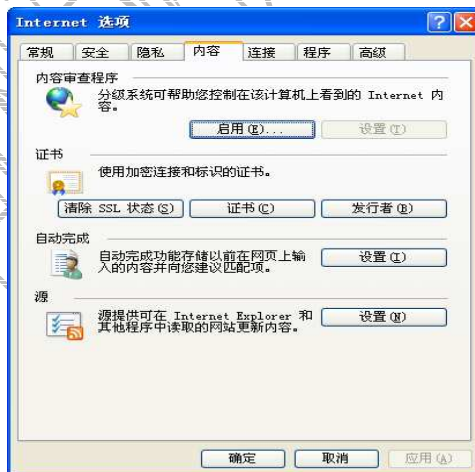 Internet 选项
常规 安全 隐私 内容 连接 程序 高级
内容审查程序
分级系统可帮助您控制在该计算机上看到的 Internet 内
容。
启用(E)... 设置(T)
证书
使用加密连接和标识的证书。
清除 SSL 状态(S) 证书(C) 发行者(B)
自动完成
自动完成功能存储以前在网页上输 设置(I)
入的内容并向您建议匹配项。
源
源提供可在 Internet Explorer 和 设置(N)
其他程序中读取的网站更新内容。
确定 取消 应用(A)